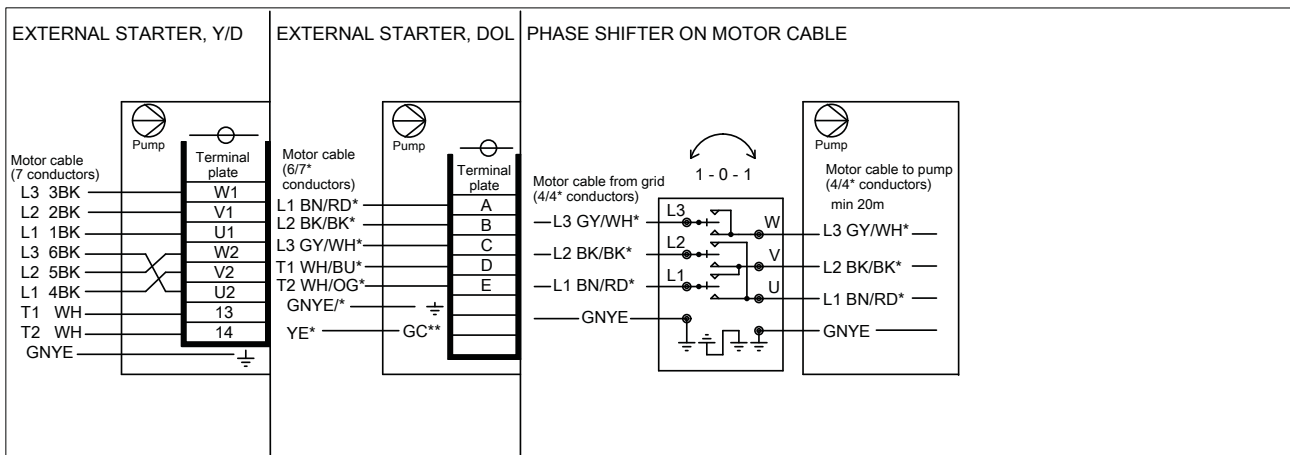 EXTERNAL STARTER, Y/D
Pump
Terminal
plate
Motor cable
(7 conductors)
L3 3BK W1
L2 2BK V1
L1 1BK U1
L3 6BK W2
L2 5BK V2
L1 4BK U2
T1 WH 13
T2 WH 14
GNYE
EXTERNAL STARTER, DOL
Pump
Terminal
plate
Motor cable
(6/7*
conductors)
L1 BN/RD* A
L2 BK/BK* B
L3 GY/WH* C
T1 WH/BU* D
T2 WH/OG* E
GNYE/*
YE* GC**
PHASE SHIFTER ON MOTOR CABLE
1 - 0 - 1
Motor cable from grid
(4/4* conductors)
L3 GY/WH* L3 W
L2 BK/BK* L2 V
L1 BN/RD* L1 U
GNYE
Pump
Motor cable to pump
(4/4* conductors)
min 20m
L3 GY/WH*
L2 BK/BK*
L1 BN/RD*
GNYE